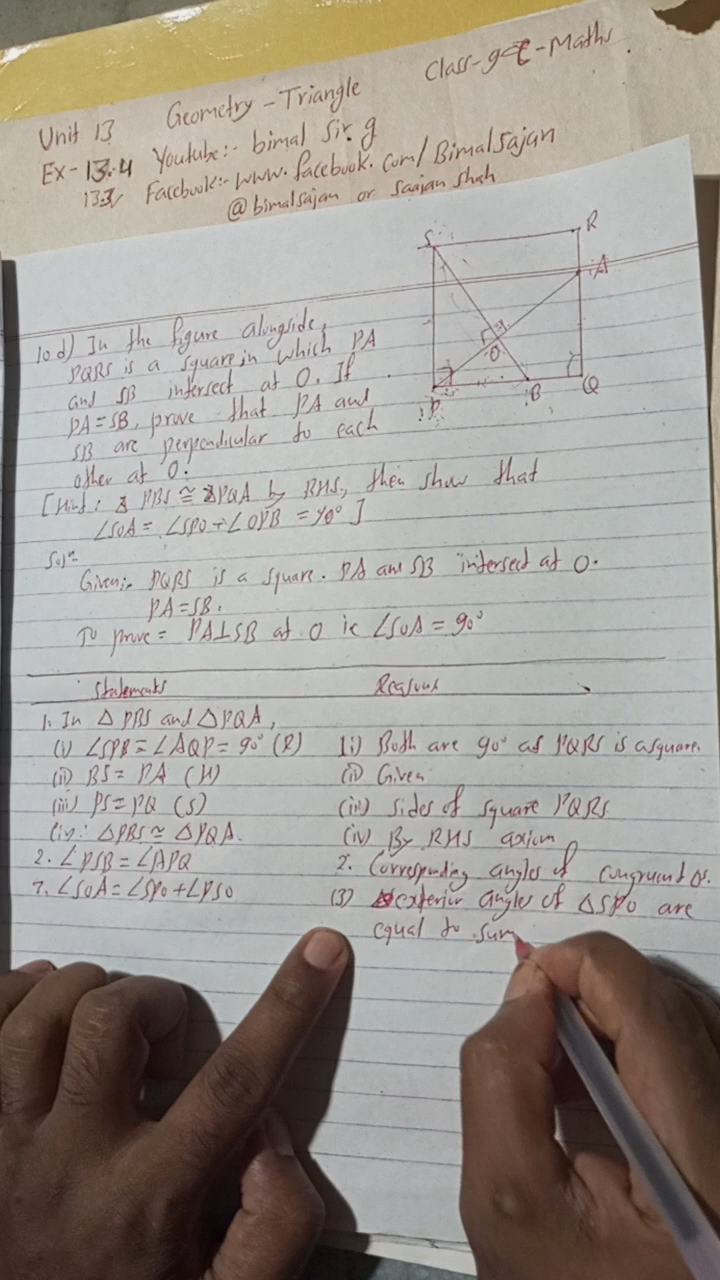 Unit 13 Geometry - Triangle Class - 9 - Maths
Ex - 13.4 Youtube:- bimal sir g
13.3 Facebook:- www.facebook.com/BimalSajan
@bimalsajan or saajan shah
S
R
A
O
P
B
Q
10 d) In the figure alongside,
PQRS is a square in which PA
and SB intersect at O. If
PA = SB, prove that PA and
SB are perpendicular to each
other at O.
[Hint: Δ PBS ≅ ΔPQA by RHS, then show that
∠SOA = ∠SPO + ∠OPB = 90°]
Solⁿ
Given:- PQRS is a square. PA and SB intersect at O.
PA = SB.
To prove = PA⊥SB at O ie ∠SOA = 90°
Statements Reasons
1. In Δ PBS and ΔPQA,
(i) ∠SPB = ∠AQP = 90° (R) (i) Both are 90° as PQRS is a square.
(ii) BS = PA (H) (ii) Given
(iii) PS = PQ (S) (iii) sides of square PQRS
(iv) ∴ ΔPBS ≅ ΔPQA. (iv) By RHS axiom
2. ∠PSB = ∠APQ 2. Corresponding angles of congruent Δs.
3. ∠SOA = ∠SPO + ∠PSO (3) exterior angles of ΔSPO are
equal to sum